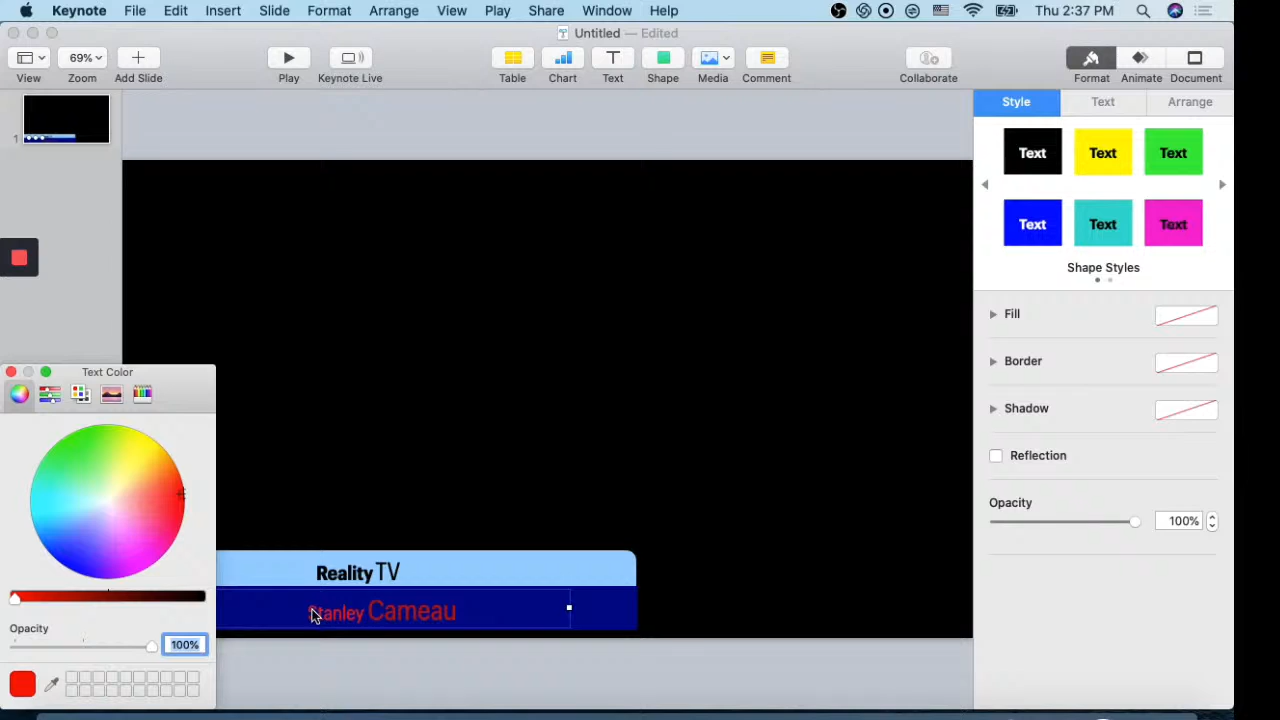 Keynote File Edit Insert Slide Format Arrange View Play Share Window Help Thu 2:37 PM
Untitled — Edited
69%
View Zoom Add Slide Play Keynote Live Table Chart Text Shape Media Comment Collaborate Format Animate Document
Style Text Arrange
1
Text Text Text
Text Text Text
Shape Styles
Fill
Border
Shadow
Reflection
Opacity
100%
Text Color
Opacity
100%
Reality TV
Stanley Cameau